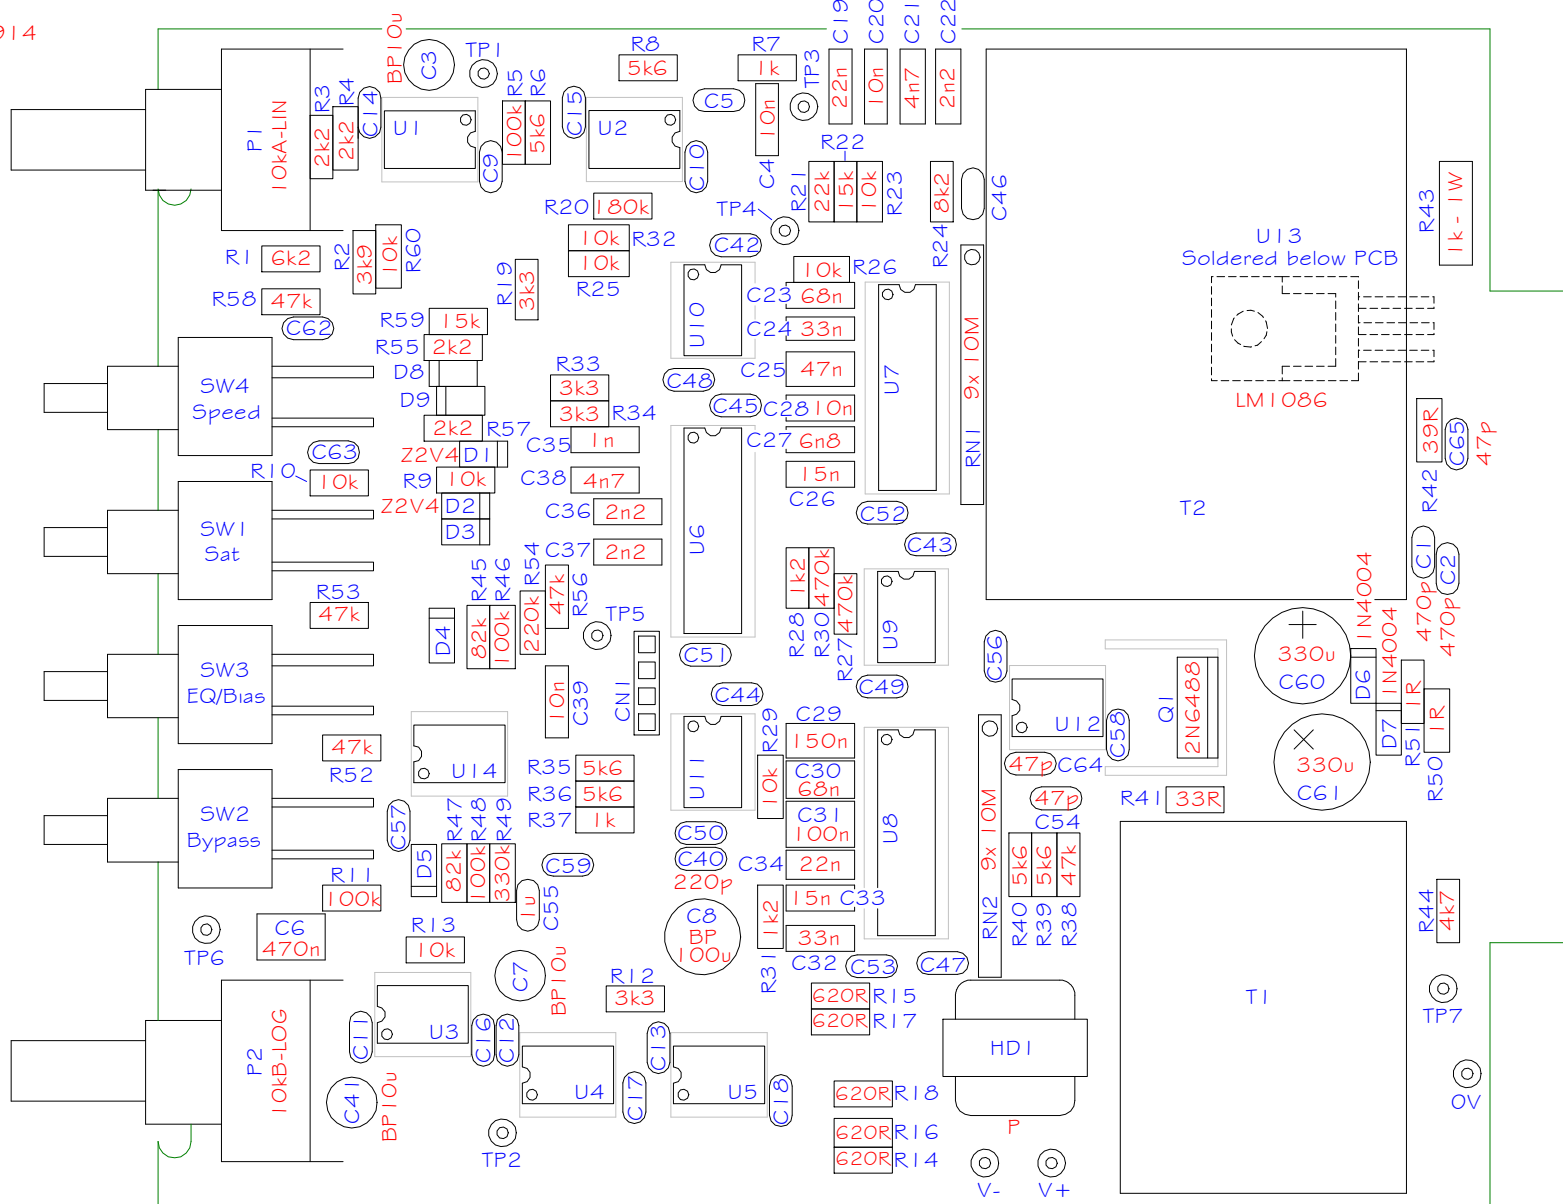 914
BP10u
C3
TP1
R8
5k6
R7
1k
TP3
C19
22n
C20
10n
C21
4n7
C22
2n2
P1
10kA-LIN
R3
2k2
R4
2k2
C14
U1
C9
R5
100k
R6
5k6
C15
U2
C10
C5
10n
C4
R22
R21
22k
15k
10k
R23
8k2
R24
C46
R43
1k - 1W
R20
180k
TP4
R32
10k
10k
R25
C42
R1
6k2
R2
3k9
10k
R60
R58
47k
C62
R19
3k3
U10
10k
R26
C23
68n
C24
33n
C25
47n
C28
10n
C27
6n8
15n
C26
U7
RN1
9x 10M
U13
Soldered below PCB
LM1086
R59
15k
R55
2k2
D8
D9
2k2
R57
Z2V4
D1
R9
10k
Z2V4
D2
D3
SW4
Speed
C63
R10
10k
SW1
Sat
R33
3k3
3k3
R34
C35
1n
C38
4n7
C36
2n2
C37
2n2
C48
C45
U6
C52
C43
T2
39R
R42
C65
47p
C1
470p
C2
470p
R53
47k
D4
R45
82k
R46
100k
R54
220k
47k
R56
TP5
CN1
10n
C39
C51
C44
1k2
R28
470k
R30
470k
R27
U9
C49
C56
U12
C58
47p
C64
Q1
2N6488
330u
C60
330u
C61
1N4004
D6
1N4004
D7
1R
R51
1R
R50
SW3
EQ/Bias
47k
R52
U14
R35
5k6
R36
5k6
R37
1k
U11
R29
10k
C29
150n
C30
68n
C31
100n
C34
22n
15n
C33
33n
C32
U8
RN2
9x 10M
47p
C54
R41
33R
5k6
R40
5k6
R39
47k
R38
SW2
Bypass
C57
D5
R47
82k
R48
100k
R49
330k
C59
1u
C55
C50
C40
220p
C8
BP
100u
1k2
R31
C53
C47
R11
100k
C6
470n
TP6
R13
10k
C7
BP10u
R12
3k3
620R
R15
620R
R17
HD1
P
T1
R44
4k7
TP7
0V
P2
10kB-LOG
C11
U3
C16
C12
C41
BP10u
U4
C17
C13
U5
C18
TP2
620R
R18
620R
R16
620R
R14
V-
V+